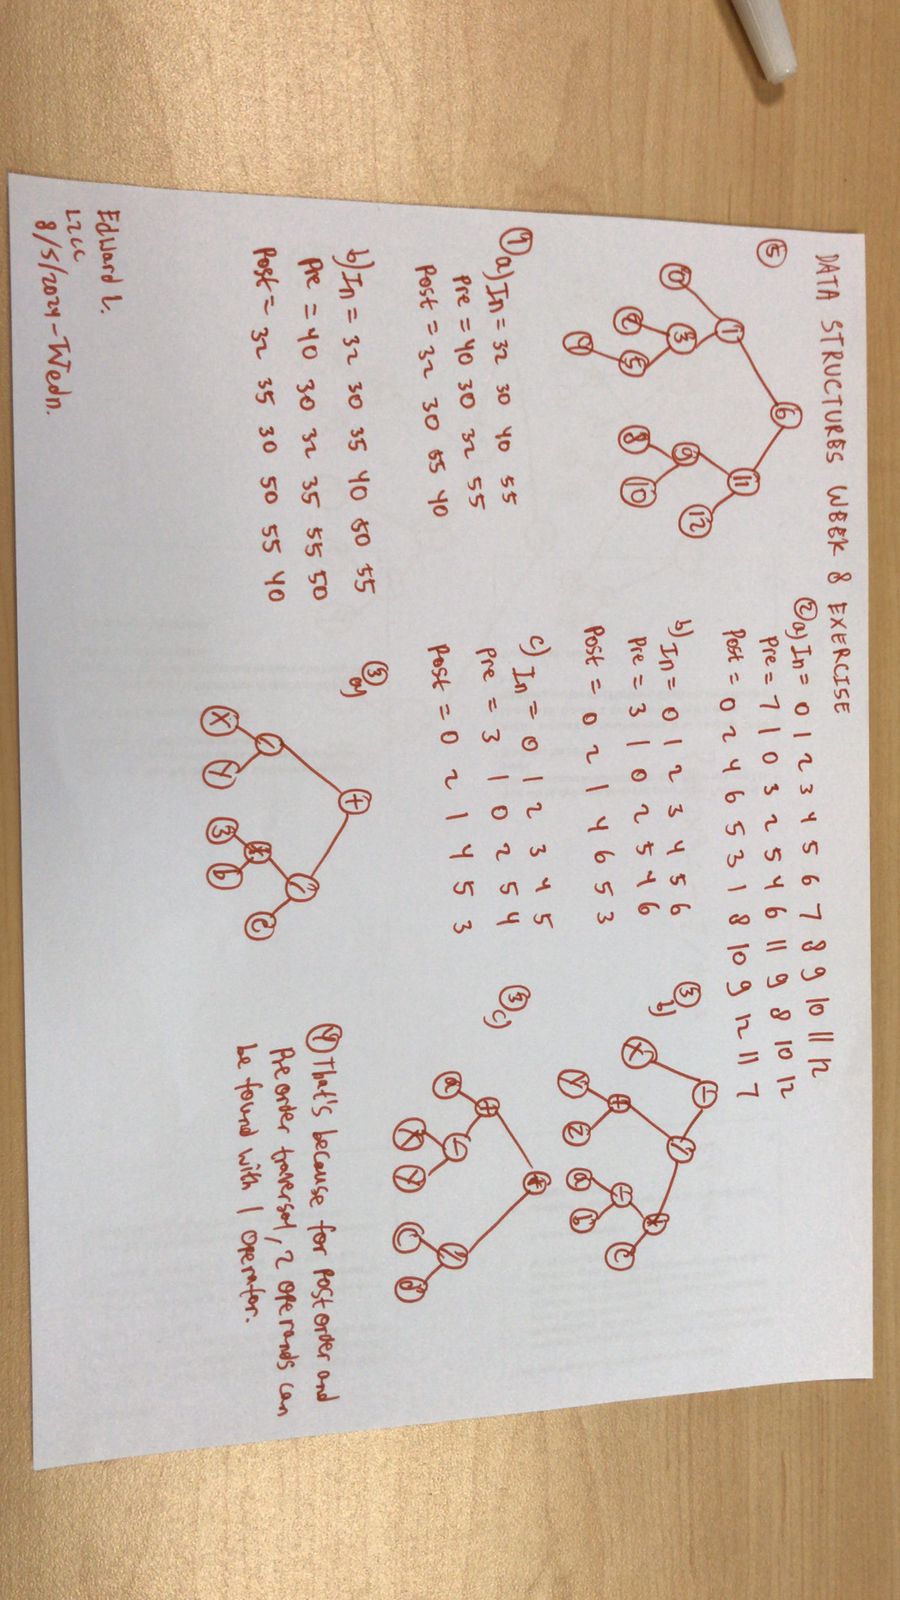 DATA STRUCTURES WEEK 8 EXERCISE
⑤
6
1 11
0 3 9 12
2 5 8 10
4
① a) In = 32 30 40 55
Pre = 40 30 32 55
Post = 32 30 55 40
b) In = 32 30 35 40 50 55
Pre = 40 30 32 35 55 50
Post = 32 35 30 50 55 40
② a) In = 0 1 2 3 4 5 6 7 8 9 10 11 12
Pre = 7 1 0 3 2 5 4 6 11 9 8 10 12
Post = 0 2 4 6 5 3 1 8 10 9 12 11 7
b) In = 0 1 2 3 4 5 6
Pre = 3 1 0 2 5 4 6
Post = 0 2 1 4 6 5 3
c) In = 0 1 2 3 4 5
Pre = 3 1 0 2 5 4
Post = 0 2 1 4 5 3
③ a)
+
/
X Y * C
3 b
③ b)
-
X /
+ *
Y Z - C
a b
③ c)
*
+ /
a - C d
X Y
④ That's because for postorder and
Preorder traversal, 2 operands can
be found with 1 operator.
Edward L.
L2CC
8/5/2024-Wedn.